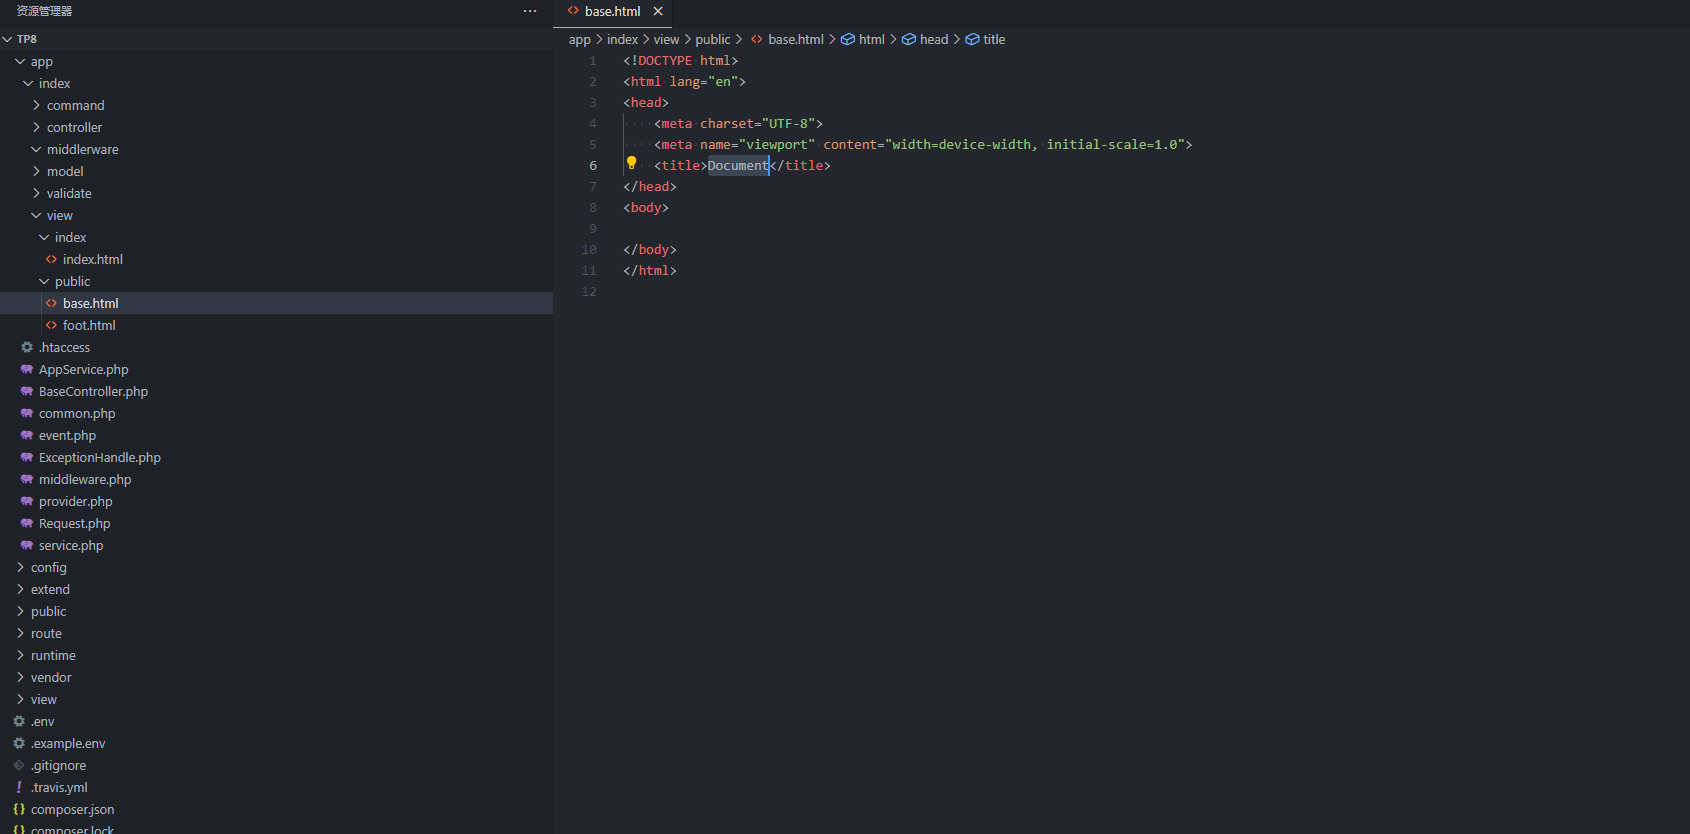 资源管理器
TP8
app
index
command
controller
middlerware
model
validate
view
index
index.html
public
base.html
foot.html
.htaccess
AppService.php
BaseController.php
common.php
event.php
ExceptionHandle.php
middleware.php
provider.php
Request.php
service.php
config
extend
public
route
runtime
vendor
view
.env
.example.env
.gitignore
.travis.yml
composer.json
composer.lock
base.html
app > index > view > public > base.html > html > head > title
1 <!DOCTYPE html>
2 <html lang="en">
3 <head>
4 <meta charset="UTF-8">
5 <meta name="viewport" content="width=device-width, initial-scale=1.0">
6 <title>Document</title>
7 </head>
8 <body>
9
10 </body>
11 </html>
12